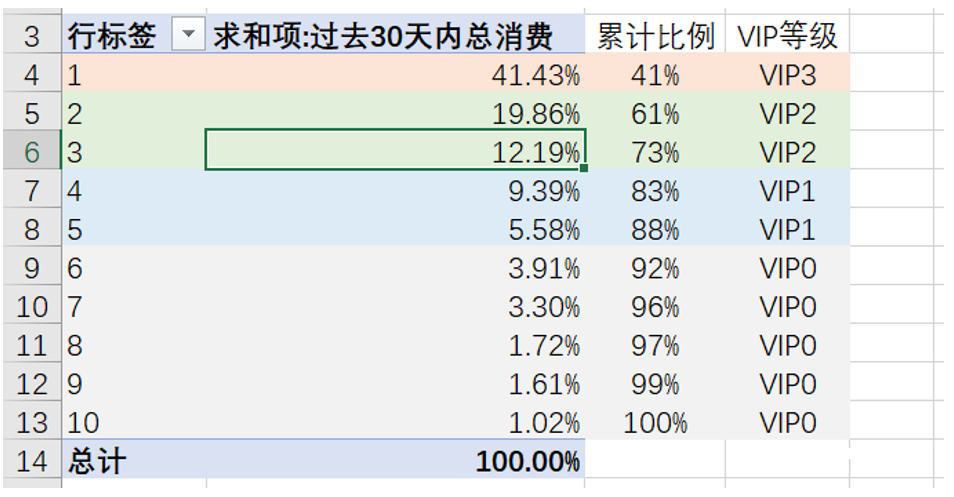 3 行标签 求和项:过去30天内总消费 累计比例 VIP等级
4 1 41.43% 41% VIP3
5 2 19.86% 61% VIP2
6 3 12.19% 73% VIP2
7 4 9.39% 83% VIP1
8 5 5.58% 88% VIP1
9 6 3.91% 92% VIP0
10 7 3.30% 96% VIP0
11 8 1.72% 97% VIP0
12 9 1.61% 99% VIP0
13 10 1.02% 100% VIP0
14 总计 100.00%